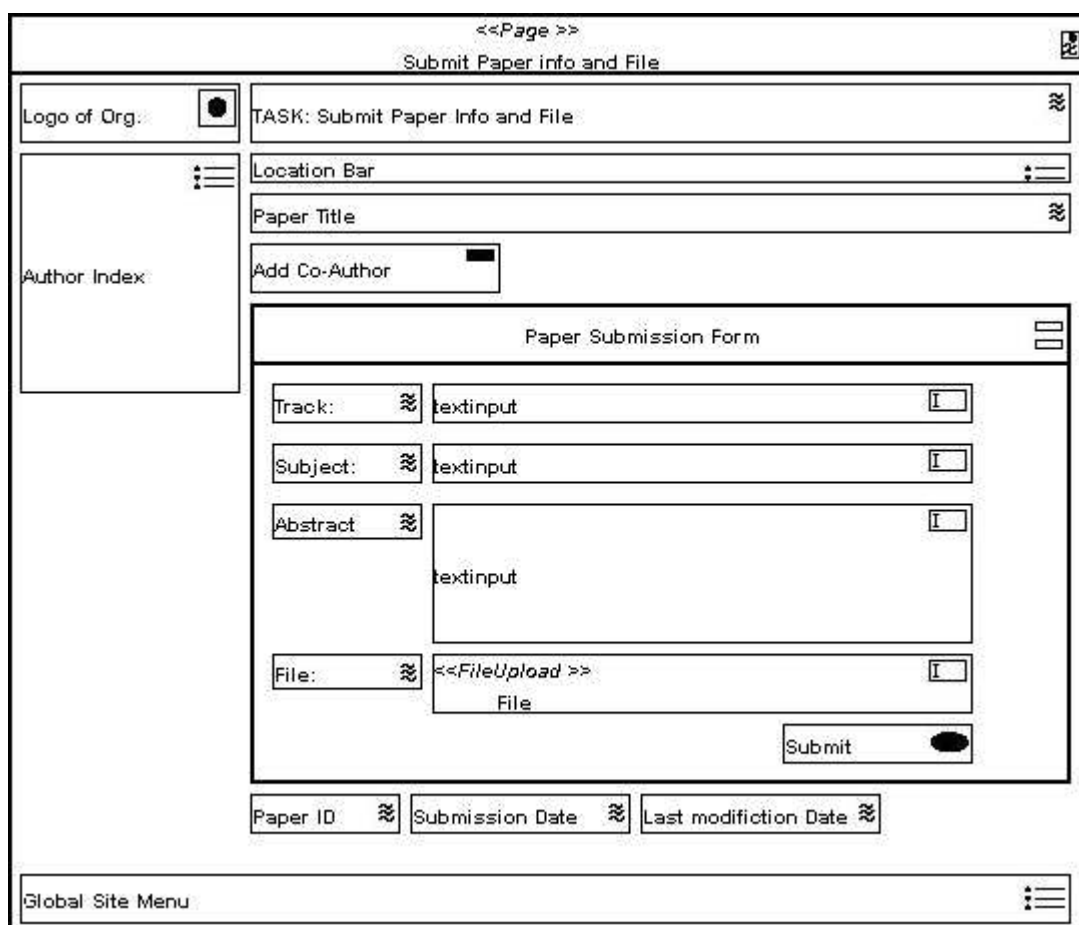 <<Page >>
Submit Paper info and File
Logo of Org:
TASK: Submit Paper Info and File
Location Bar
Paper Title
Author Index
Add Co-Author
Paper Submission Form
Track:
textinput
Subject:
textinput
Abstract
textinput
File:
<<FileUpload >>
File
Submit
Paper ID
Submission Date
Last modifiction Date
Global Site Menu